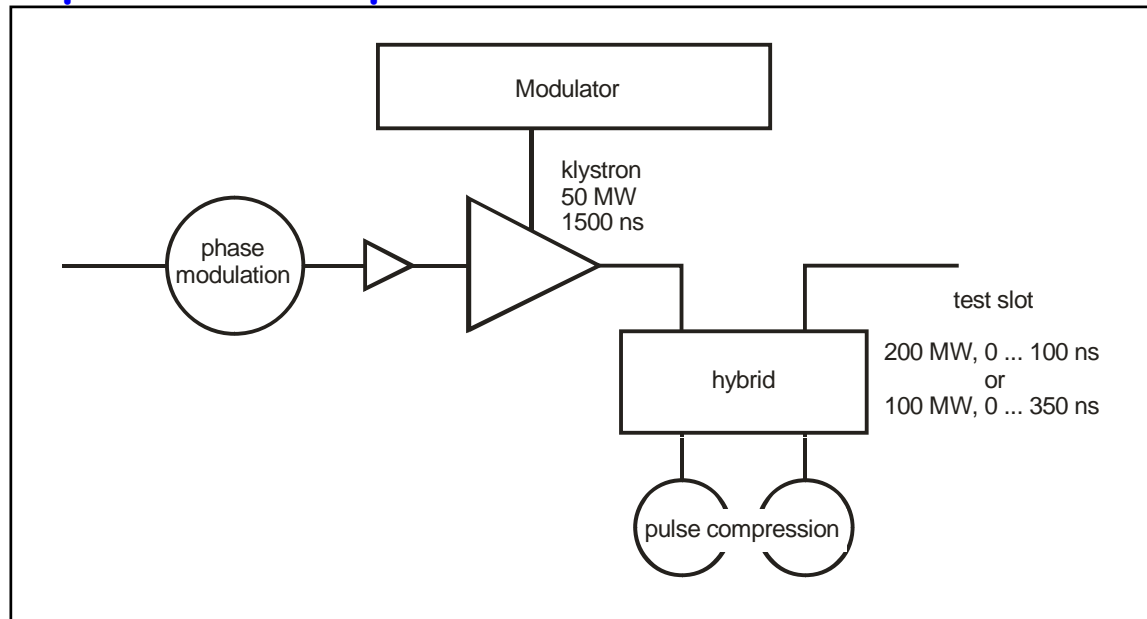 Modulator
klystron
50 MW
1500 ns
phase
modulation
test slot
hybrid
200 MW, 0 ... 100 ns
or
100 MW, 0 ... 350 ns
pulse compression